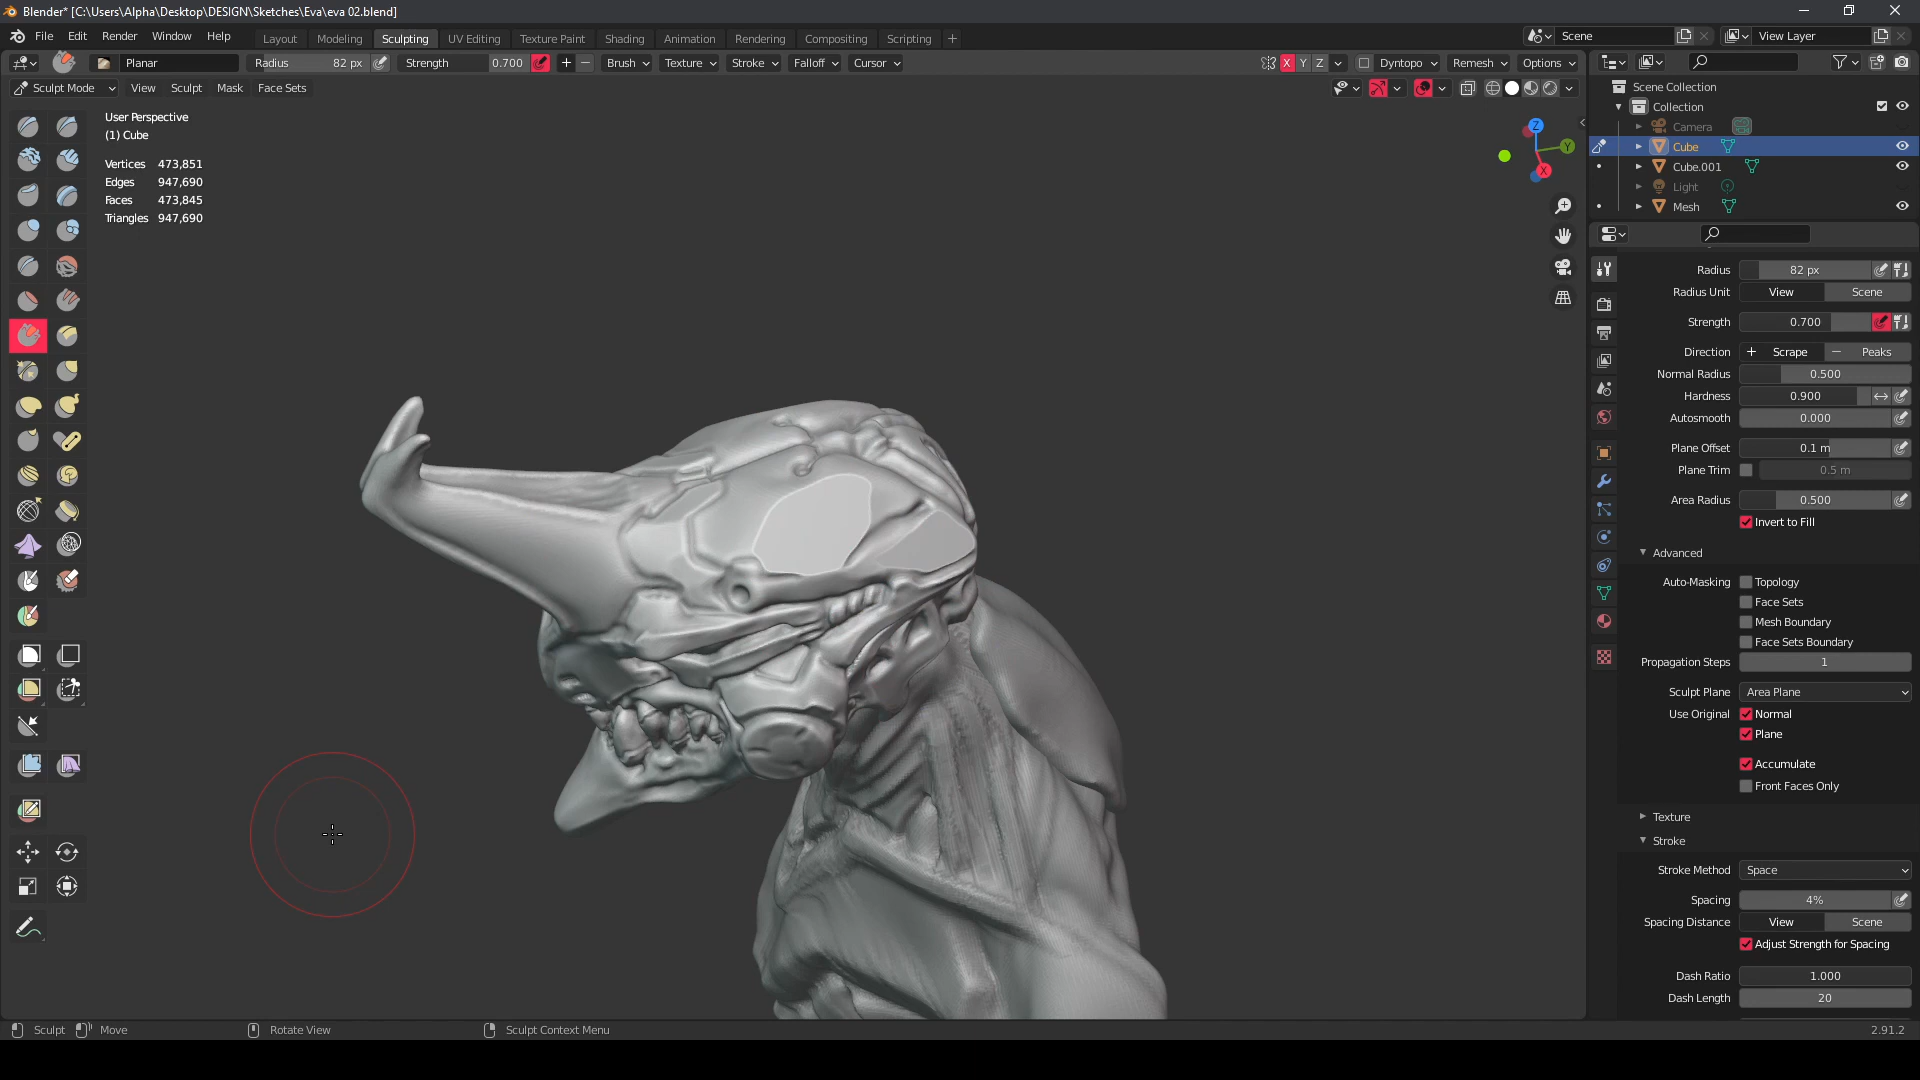 Blender* [C:\Users\Alpha\Desktop\DESIGN\Sketches\Eva\eva 02.blend]
File Edit Render Window Help Layout Modeling Sculpting UV Editing Texture Paint Shading Animation Rendering Compositing Scripting + Scene View Layer
Planar Radius 82 px Strength 0.700 Brush Texture Stroke Falloff Cursor X Y Z Dyntopo Remesh Options
Sculpt Mode View Sculpt Mask Face Sets
User Perspective
(1) Cube
Vertices 473,851
Edges 947,690
Faces 473,845
Triangles 947,690
Z
Y
X
Scene Collection
Collection
Camera
Cube
Cube.001
Light
Mesh
Radius 82 px
Radius Unit View Scene
Strength 0.700
Direction + Scrape − Peaks
Normal Radius 0.500
Hardness 0.900
Autosmooth 0.000
Plane Offset 0.1 m
Plane Trim 0.5 m
Area Radius 0.500
Invert to Fill
Advanced
Auto-Masking Topology
Face Sets
Mesh Boundary
Face Sets Boundary
Propagation Steps 1
Sculpt Plane Area Plane
Use Original Normal
Plane
Accumulate
Front Faces Only
Texture
Stroke
Stroke Method Space
Spacing 4%
Spacing Distance View Scene
Adjust Strength for Spacing
Dash Ratio 1.000
Dash Length 20
Sculpt Move Rotate View Sculpt Context Menu 2.91.2